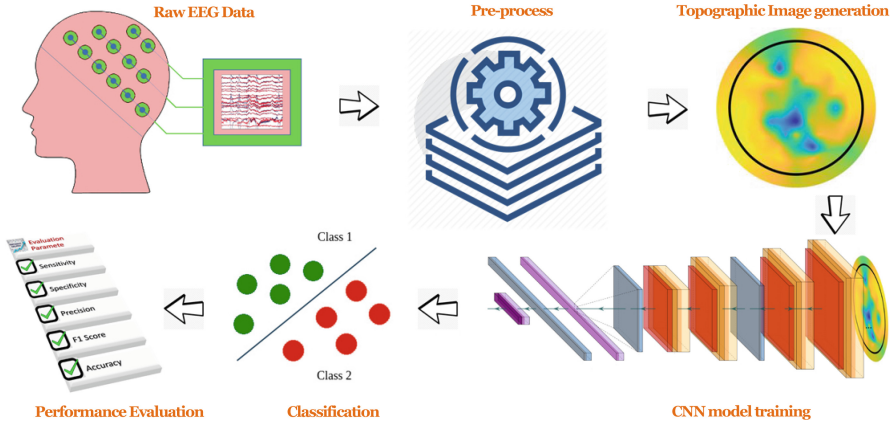 Raw EEG Data
Pre-process
Topographic Image generation
Evaluation
Paramete
Sensitivity
Specificity
Precision
F1 Score
Accuracy
Class 1
Class 2
Performance Evaluation
Classification
CNN model training